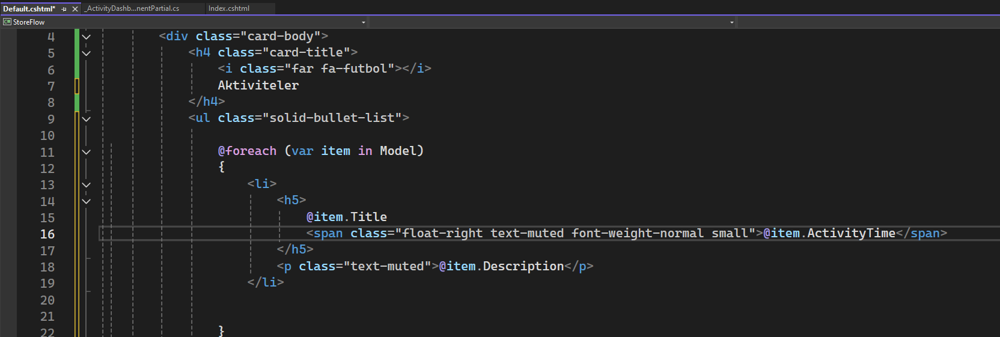 Default.cshtml* _ActivityDashb...nentPartial.cs Index.cshtml
C# StoreFlow
4 <div class="card-body">
5 <h4 class="card-title">
6 <i class="far fa-futbol"></i>
7 Aktiviteler
8 </h4>
9 <ul class="solid-bullet-list">
10
11 @foreach (var item in Model)
12 {
13 <li>
14 <h5>
15 @item.Title
16 <span class="float-right text-muted font-weight-normal small">@item.ActivityTime</span>
17 </h5>
18 <p class="text-muted">@item.Description</p>
19 </li>
20
21
22 }